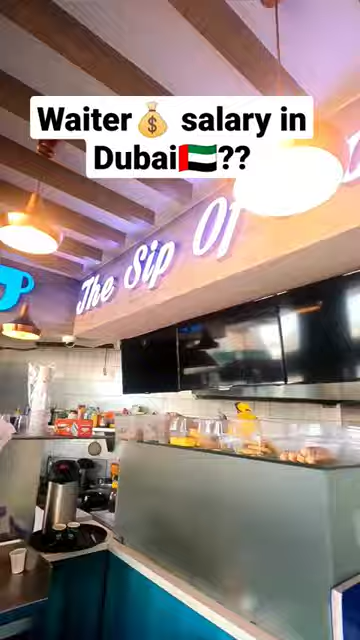 Waiter💰 salary in
Dubai🇦🇪??
The Sip Of